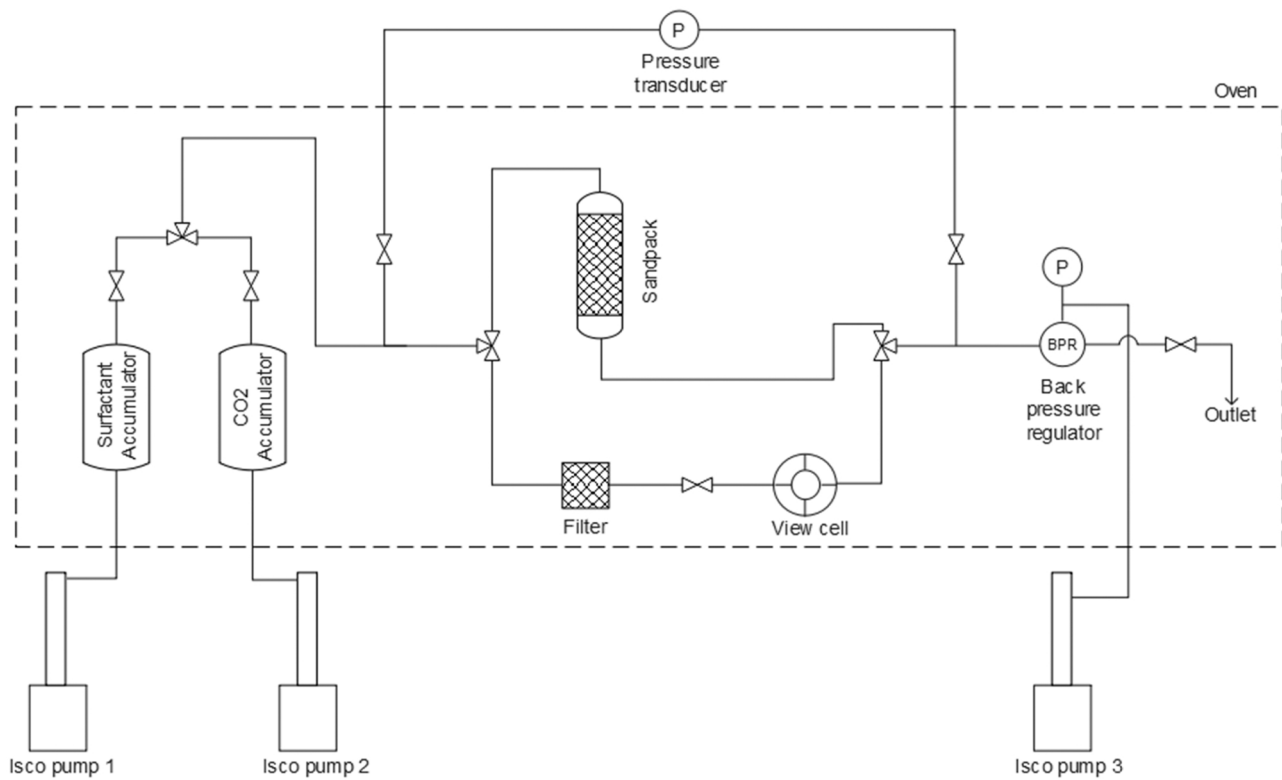 P
Pressure
transducer
Oven
Sandpack
P
BPR
Back
pressure
regulator
Outlet
Surfactant
Accumulator
CO2
Accumulator
Filter
View cell
Isco pump 1
Isco pump 2
Isco pump 3